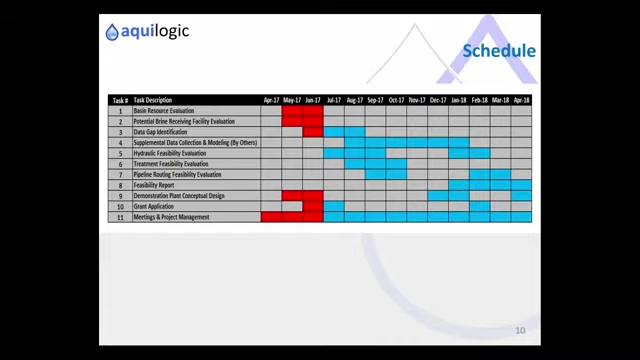 aquilogic
Schedule
Task # Task Description Apr-17 May-17 Jun-17 Jul-17 Aug-17 Sep-17 Oct-17 Nov-17 Dec-17 Jan-18 Feb-18 Mar-18 Apr-18
1 Basin Resource Evaluation
2 Potential Brine Receiving Facility Evaluation
3 Data Gap Identification
4 Supplemental Data Collection & Modeling (By Others)
5 Hydraulic Feasibility Evaluation
6 Treatment Feasibility Evaluation
7 Pipeline Routing Feasibility Evaluation
8 Feasibility Report
9 Demonstration Plant Conceptual Design
10 Grant Application
11 Meetings & Project Management
10